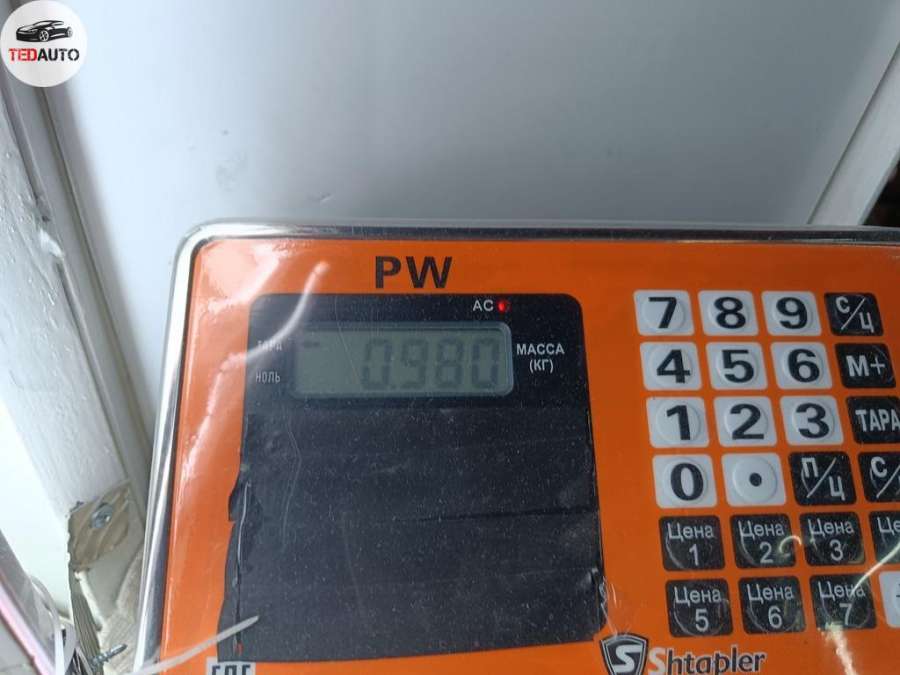 TEDAUTO
PW
AC
ТАРА
0.980
МАССА
(КГ)
НОЛЬ
7 8 9 С/Ц
4 5 6 М+
1 2 3 ТАРА
0 • П/Ц
Цена 1 Цена 2 Цена 3
Цена 5 Цена 6 Цена 7
Shtapler